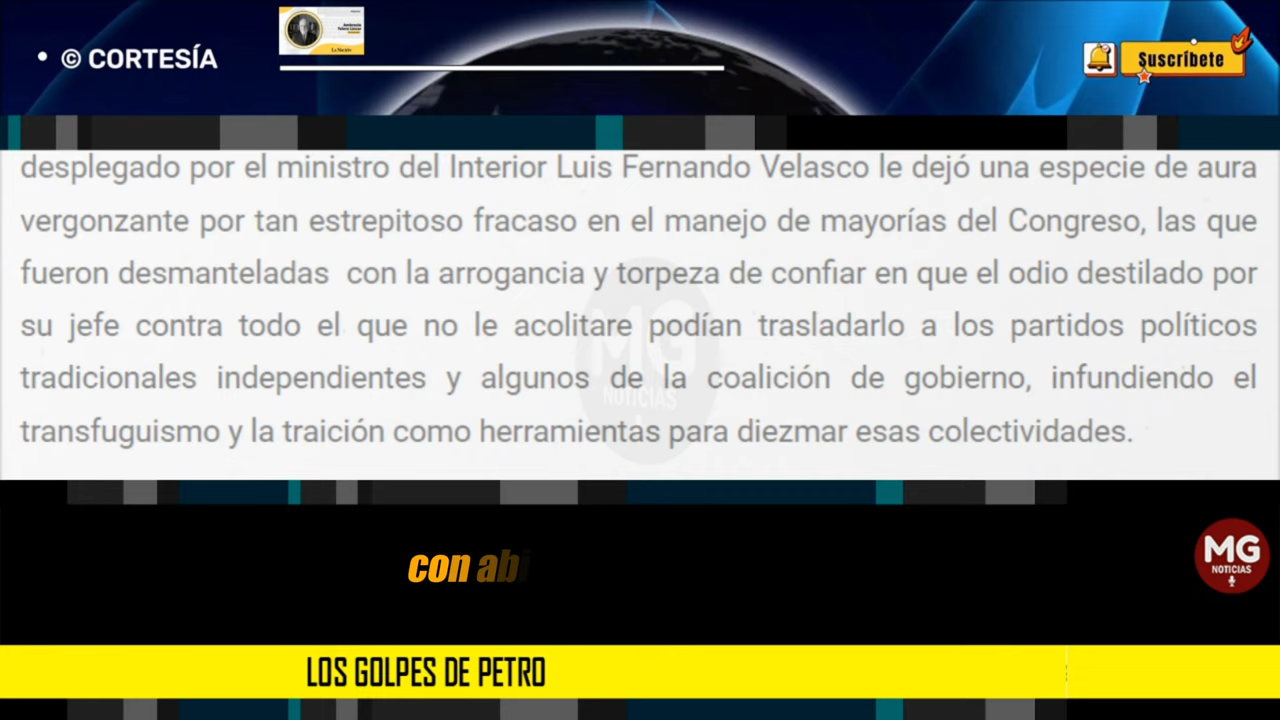 • © CORTESÍA
La Nación
Suscríbete
desplegado por el ministro del Interior Luis Fernando Velasco le dejó una especie de aura
vergonzante por tan estrepitoso fracaso en el manejo de mayorías del Congreso, las que
fueron desmanteladas con la arrogancia y torpeza de confiar en que el odio destilado por
su jefe contra todo el que no le acolitare podían trasladarlo a los partidos políticos
tradicionales independientes y algunos de la coalición de gobierno, infundiendo el
transfuguismo y la traición como herramientas para diezmar esas colectividades.
MG
NOTICIAS
con abi
MG
NOTICIAS
LOS GOLPES DE PETRO